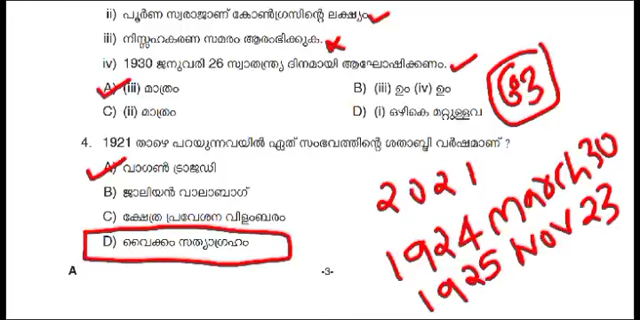 ii) പൂർണ സ്വരാജാണ് കോൺഗ്രസിന്റെ ലക്ഷ്യം
iii) നിസ്സഹകരണ സമരം ആരംഭിക്കുക.
iv) 1930 ജനുവരി 26 സ്വാതന്ത്ര്യ ദിനമായി ആഘോഷിക്കണം.
A) (iii) മാത്രം B) (iii) ഉം (iv) ഉം
C) (ii) മാത്രം D) (i) ഒഴികെ മറ്റുള്ളവ
4. 1921 താഴെ പറയുന്നവയിൽ ഏത് സംഭവത്തിന്റെ ശതാബ്ദി വർഷമാണ് ?
A) വാഗൺ ട്രാജഡി
B) ജാലിയൻ വാലാബാഗ്
C) ക്ഷേത്ര പ്രവേശന വിളംബരം
D) വൈക്കം സത്യാഗ്രഹം
A -3-
2021
1924 march 30
1925 NOV 23